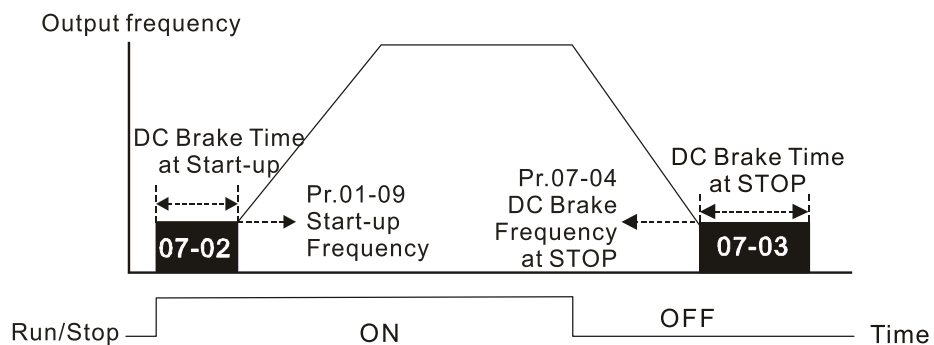 Output frequency
DC Brake Time
at Start-up
07-02
Pr.01-09
Start-up
Frequency
Pr.07-04
DC Brake
Frequency
at STOP
DC Brake Time
at STOP
07-03
Run/Stop
ON
OFF
Time